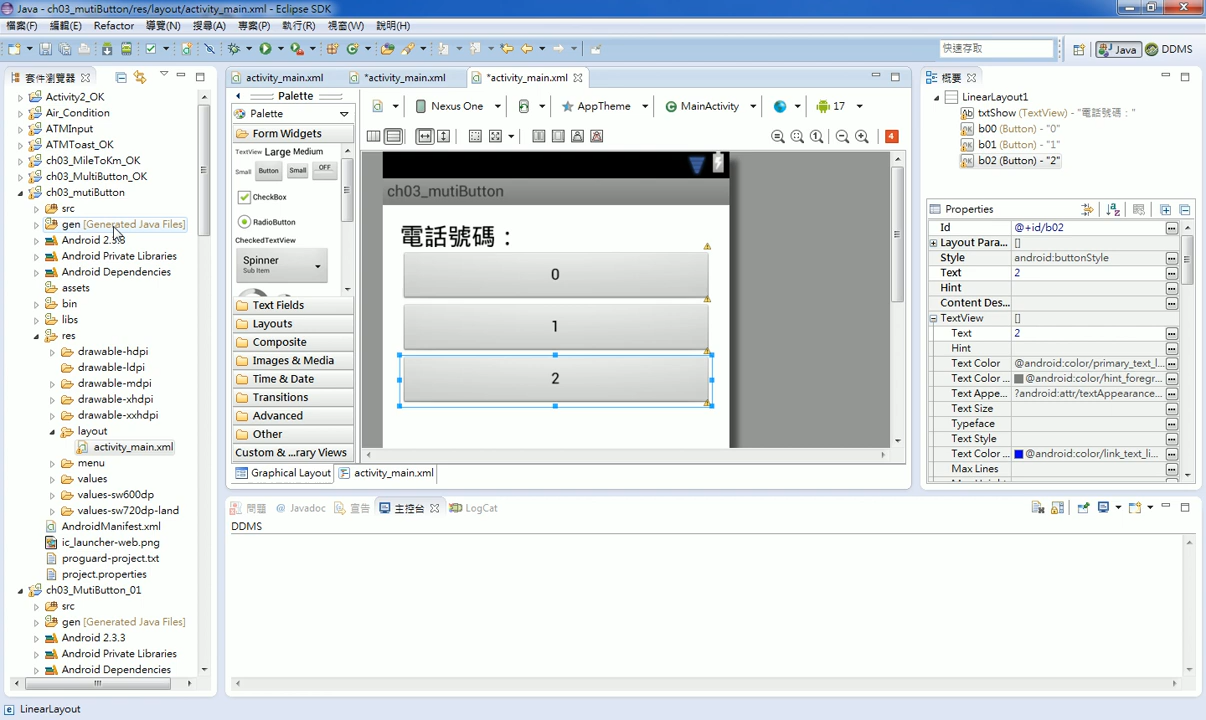 Java - ch03_mutiButton/res/layout/activity_main.xml - Eclipse SDK
檔案(F) 編輯(E) Refactor 導覽(N) 搜尋(A) 專案(P) 執行(R) 視窗(W) 說明(H)
快速存取
Java DDMS
套件瀏覽器
Activity2_OK
Air_Condition
ATMInput
ATMToast_OK
ch03_MileToKm_OK
ch03_MultiButton_OK
ch03_mutiButton
src
gen [Generated Java Files]
Android 2.3.3
Android Private Libraries
Android Dependencies
assets
bin
libs
res
drawable-hdpi
drawable-ldpi
drawable-mdpi
drawable-xhdpi
drawable-xxhdpi
layout
activity_main.xml
menu
values
values-sw600dp
values-sw720dp-land
AndroidManifest.xml
ic_launcher-web.png
proguard-project.txt
project.properties
ch03_MutiButton_01
src
gen [Generated Java Files]
Android 2.3.3
Android Private Libraries
Android Dependencies
activity_main.xml *activity_main.xml *activity_main.xml
Palette
Palette
Form Widgets
TextView Large Medium
Small Button Small OFF
CheckBox
RadioButton
CheckedTextView
Spinner
Sub Item
Text Fields
Layouts
Composite
Images & Media
Time & Date
Transitions
Advanced
Other
Custom & ...rary Views
Nexus One AppTheme MainActivity 17
4
ch03_mutiButton
電話號碼：
0
1
2
Graphical Layout activity_main.xml
概要
LinearLayout1
txtShow (TextView) - "電話號碼："
b00 (Button) - "0"
b01 (Button) - "1"
b02 (Button) - "2"
Properties
Id @+id/b02
Layout Para... []
Style android:buttonStyle
Text 2
Hint
Content Des...
TextView []
Text 2
Hint
Text Color @android:color/primary_text_l...
Text Color ... @android:color/hint_foregr...
Text Appe... ?android:attr/textAppearance...
Text Size
Typeface
Text Style
Text Color ... @android:color/link_text_li...
Max Lines
問題 @ Javadoc 宣告 主控台 LogCat
DDMS
LinearLayout